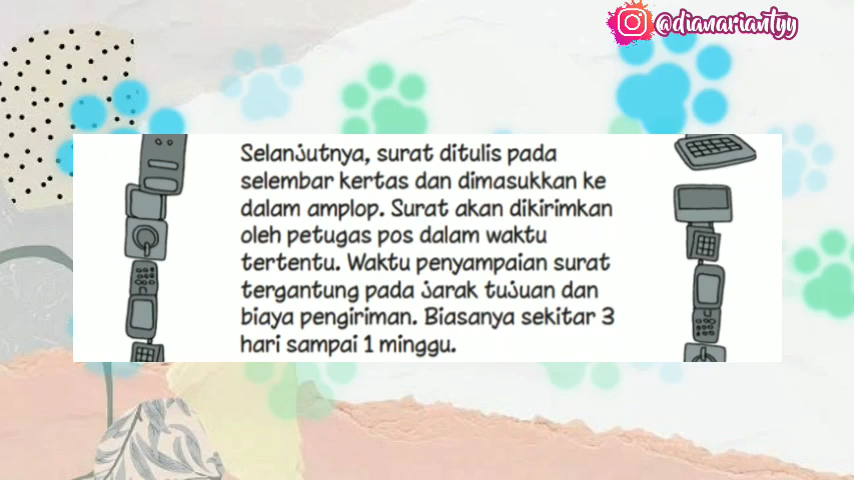 @dianariantyy
Selanjutnya, surat ditulis pada
selembar kertas dan dimasukkan ke
dalam amplop. Surat akan dikirimkan
oleh petugas pos dalam waktu
tertentu. Waktu penyampaian surat
tergantung pada jarak tujuan dan
biaya pengiriman. Biasanya sekitar 3
hari sampai 1 minggu.